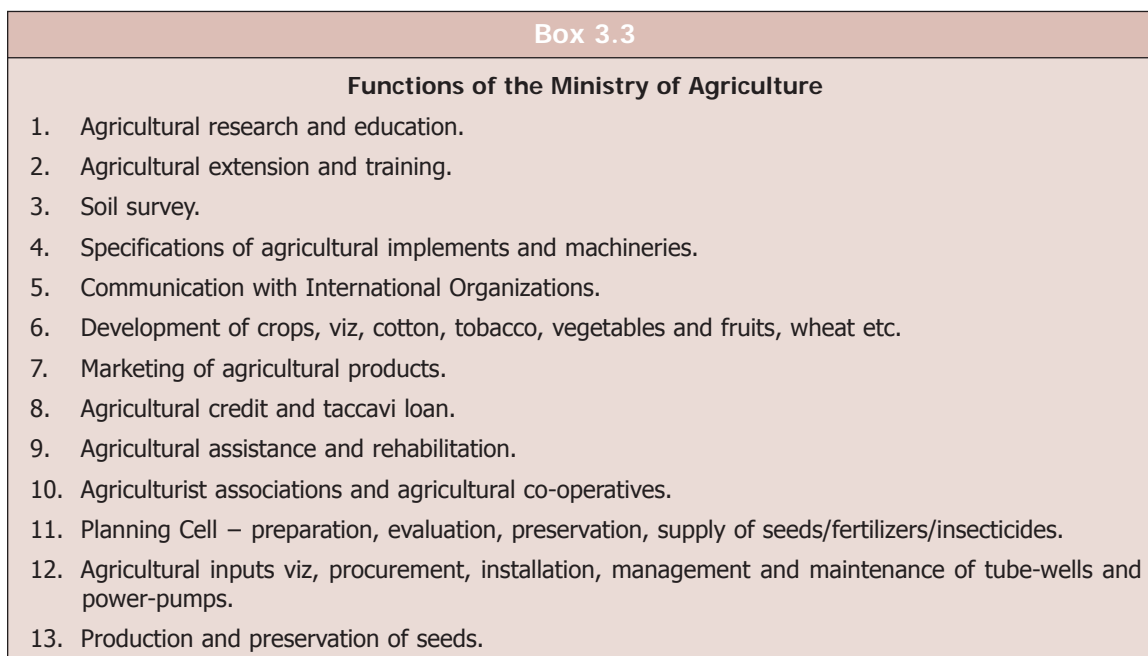 Box 3.3
Functions of the Ministry of Agriculture
1. Agricultural research and education.
2. Agricultural extension and training.
3. Soil survey.
4. Specifications of agricultural implements and machineries.
5. Communication with International Organizations.
6. Development of crops, viz, cotton, tobacco, vegetables and fruits, wheat etc.
7. Marketing of agricultural products.
8. Agricultural credit and taccavi loan.
9. Agricultural assistance and rehabilitation.
10. Agriculturist associations and agricultural co-operatives.
11. Planning Cell – preparation, evaluation, preservation, supply of seeds/fertilizers/insecticides.
12. Agricultural inputs viz, procurement, installation, management and maintenance of tube-wells and
power-pumps.
13. Production and preservation of seeds.